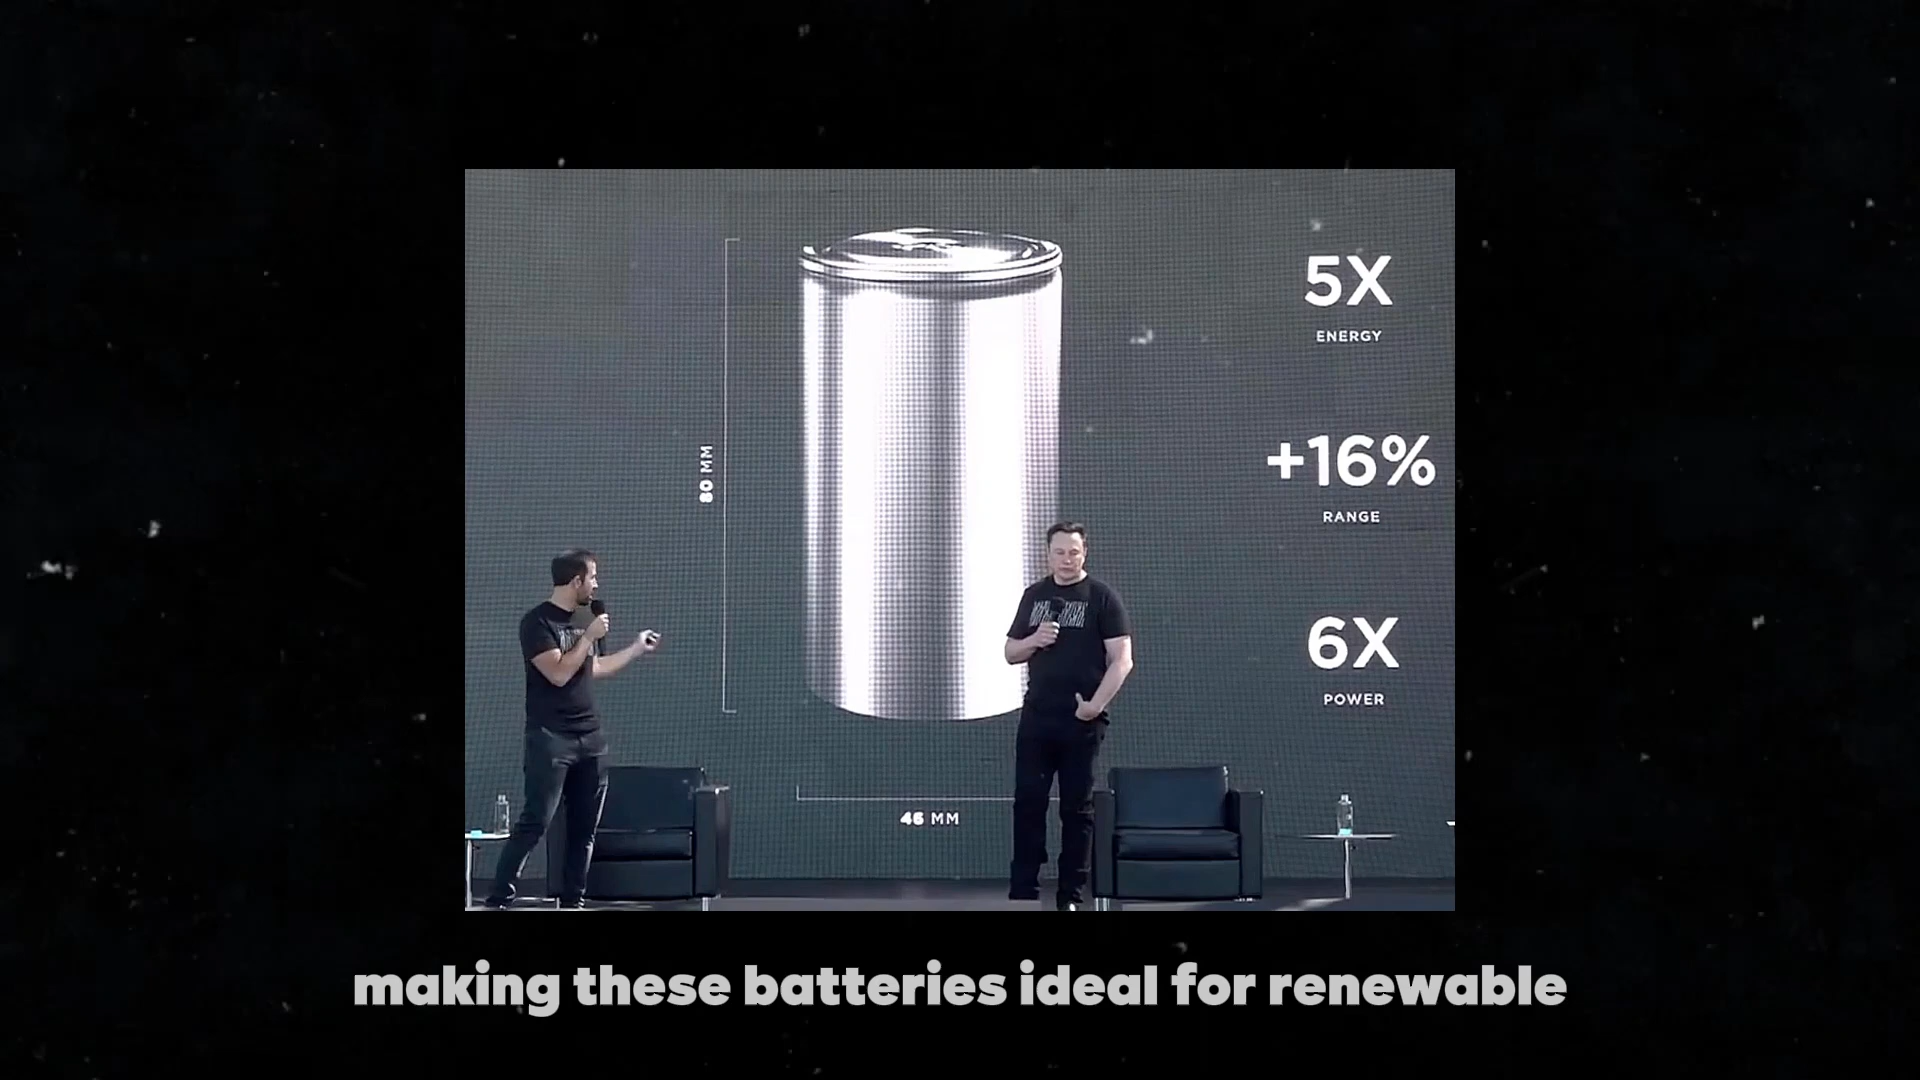 5X
ENERGY
+16%
RANGE
6X
POWER
80 MM
46 MM
making these batteries ideal for renewable